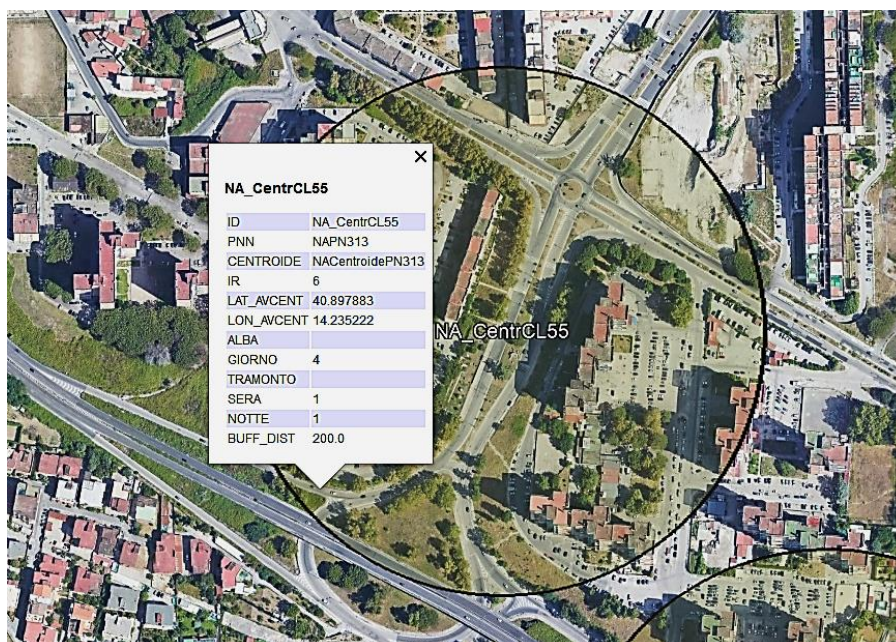 NA_CentrCL55
ID NA_CentrCL55
PNN NAPN313
CENTROIDE NACentroidePN313
IR 6
LAT_AVCENT 40.897883
LON_AVCENT 14.235222
ALBA
GIORNO 4
TRAMONTO
SERA 1
NOTTE 1
BUFF_DIST 200.0
NA_CentrCL55